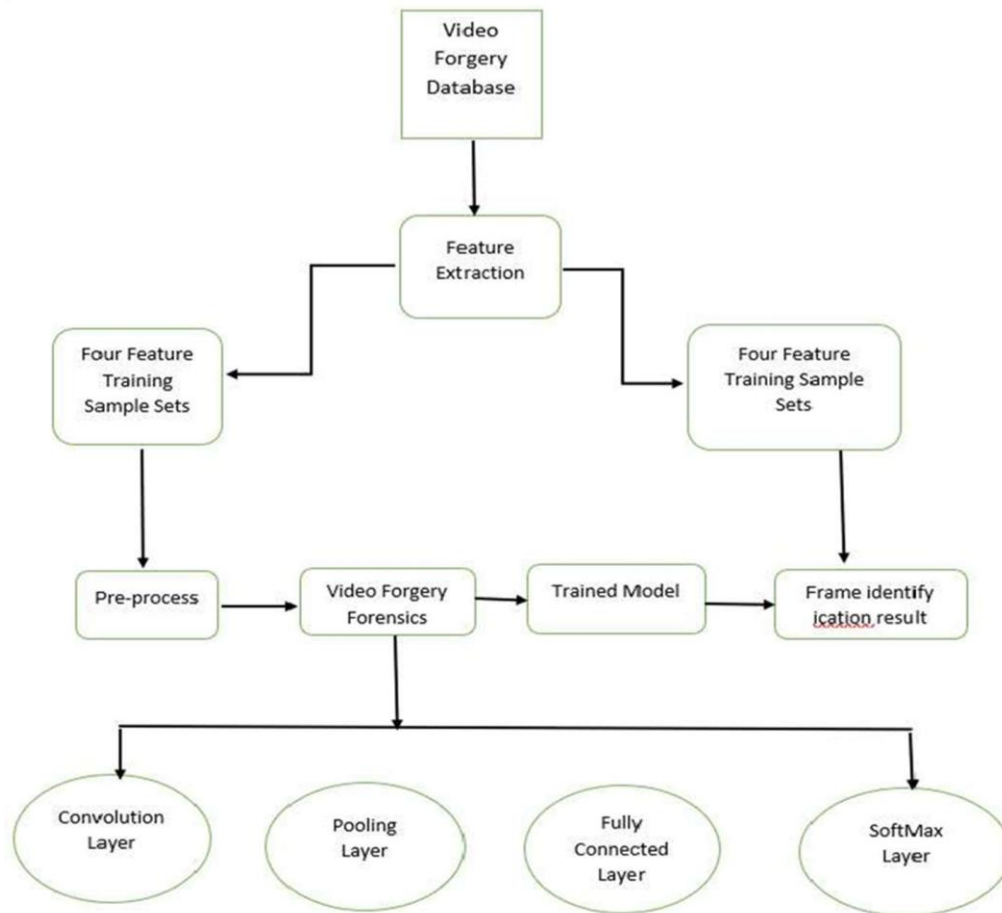 Video
Forgery
Database
Feature
Extraction
Four Feature
Training
Sample Sets
Four Feature
Training Sample
Sets
Pre-process
Video Forgery
Forensics
Trained Model
Frame identify
ication result
Convolution
Layer
Pooling
Layer
Fully
Connected
Layer
SoftMax
Layer